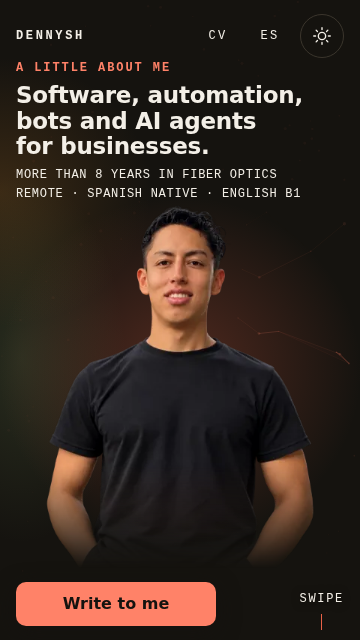 DENNYSH
CV
ES
A LITTLE ABOUT ME
Software, automation,
bots and AI agents
for businesses.
MORE THAN 8 YEARS IN FIBER OPTICS
REMOTE · SPANISH NATIVE · ENGLISH B1
Write to me
SWIPE